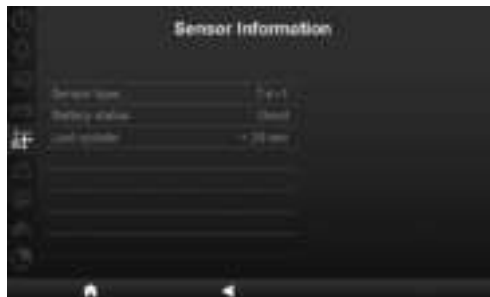 Sensor Information
Sensor type
Battery status Good
Last update